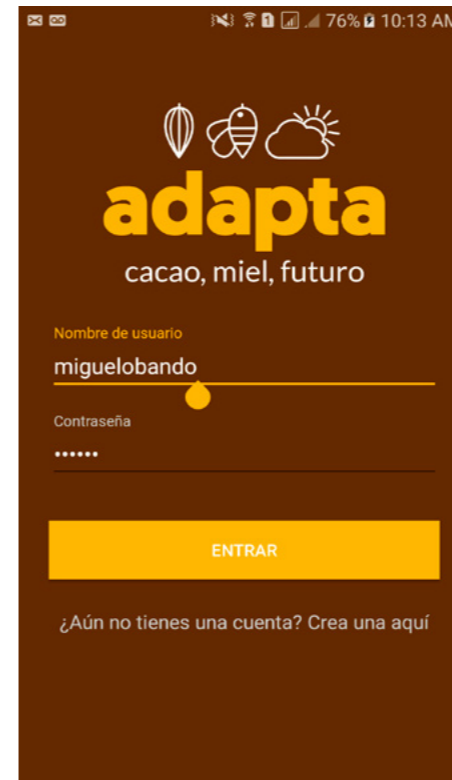 76% 10:13 AM
adapta
cacao, miel, futuro
Nombre de usuario
miguelobando
Contraseña
••••••
ENTRAR
¿Aún no tienes una cuenta? Crea una aquí